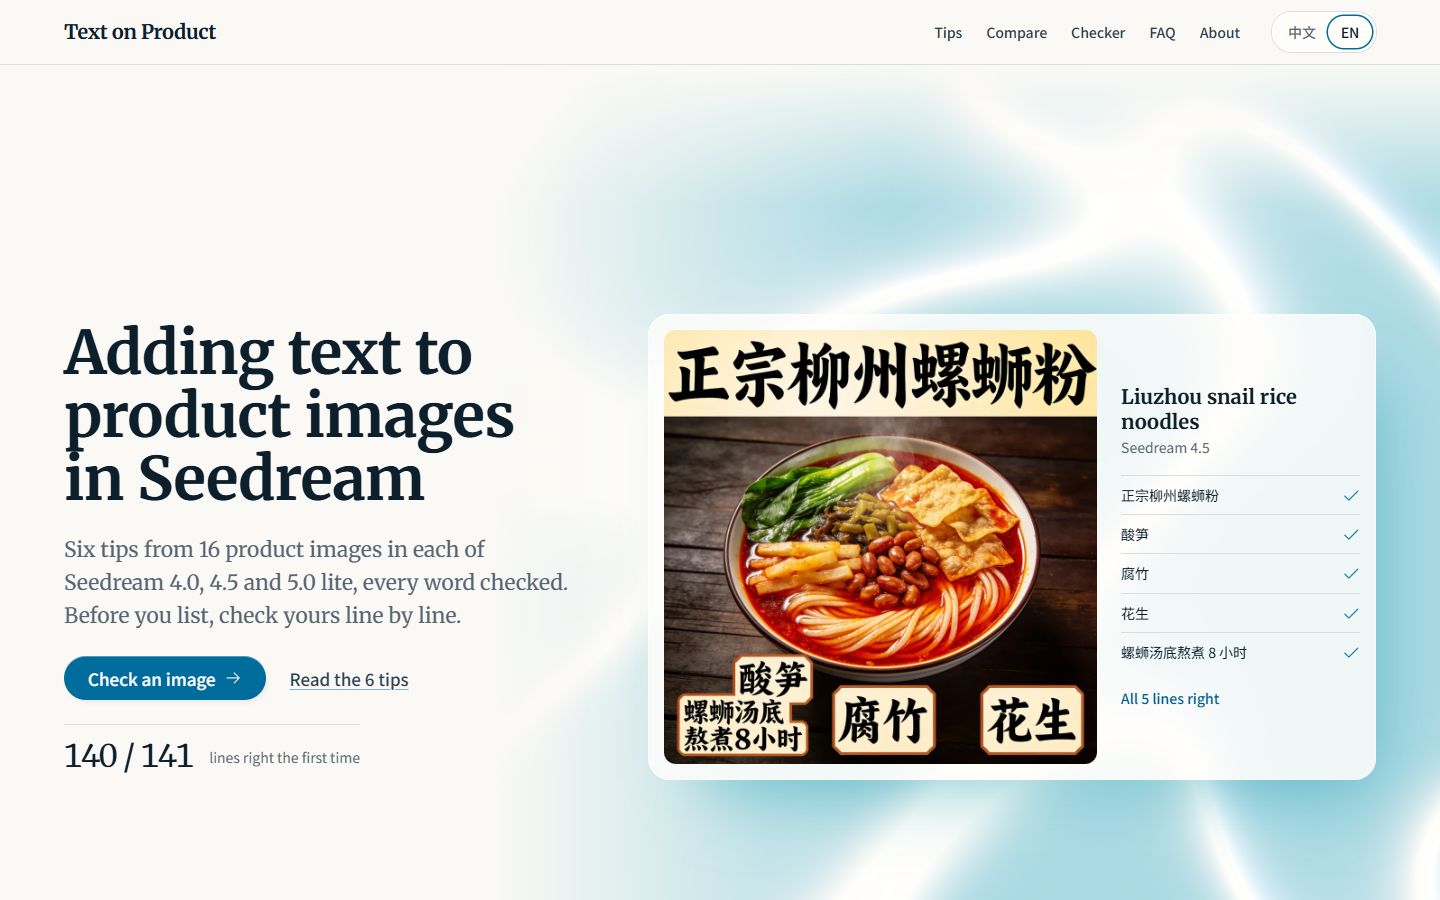 Text on Product
Tips
Compare
Checker
FAQ
About
中文
EN
Adding text to
product images
in Seedream
Six tips from 16 product images in each of
Seedream 4.0, 4.5 and 5.0 lite, every word checked.
Before you list, check yours line by line.
Check an image
Read the 6 tips
140 / 141
lines right the first time
正宗柳州螺蛳粉
酸笋
螺蛳汤底
熬煮8小时
腐竹
花生
Liuzhou snail rice
noodles
Seedream 4.5
正宗柳州螺蛳粉
酸笋
腐竹
花生
螺蛳汤底熬煮 8 小时
All 5 lines right